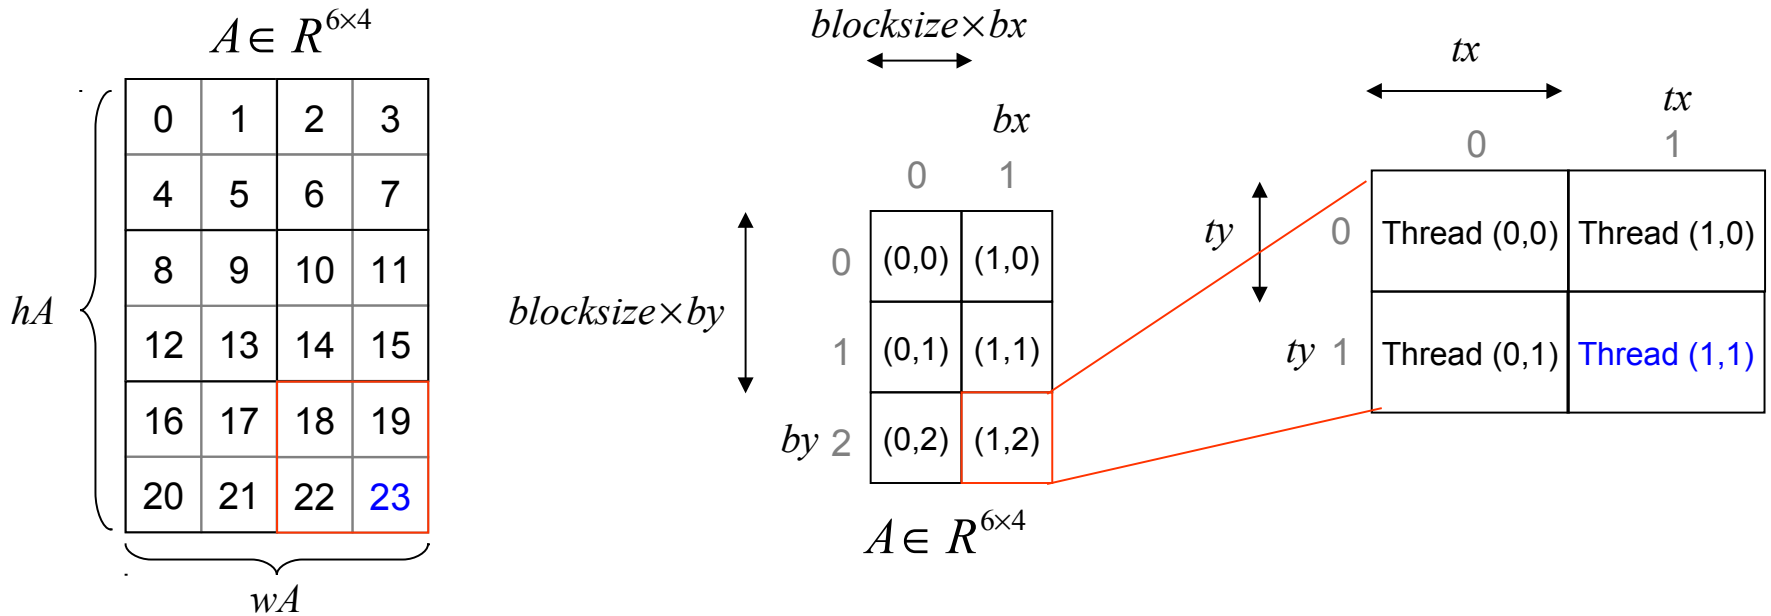 A ∈ R^{6×4}
0 1 2 3
4 5 6 7
8 9 10 11
12 13 14 15
16 17 18 19
20 21 22 23
hA
wA
blocksize×bx
bx
0 1
blocksize×by
0 (0,0) (1,0)
1 (0,1) (1,1)
by 2 (0,2) (1,2)
A ∈ R^{6×4}
tx
tx
0 1
ty
0 Thread (0,0) Thread (1,0)
ty 1 Thread (0,1) Thread (1,1)